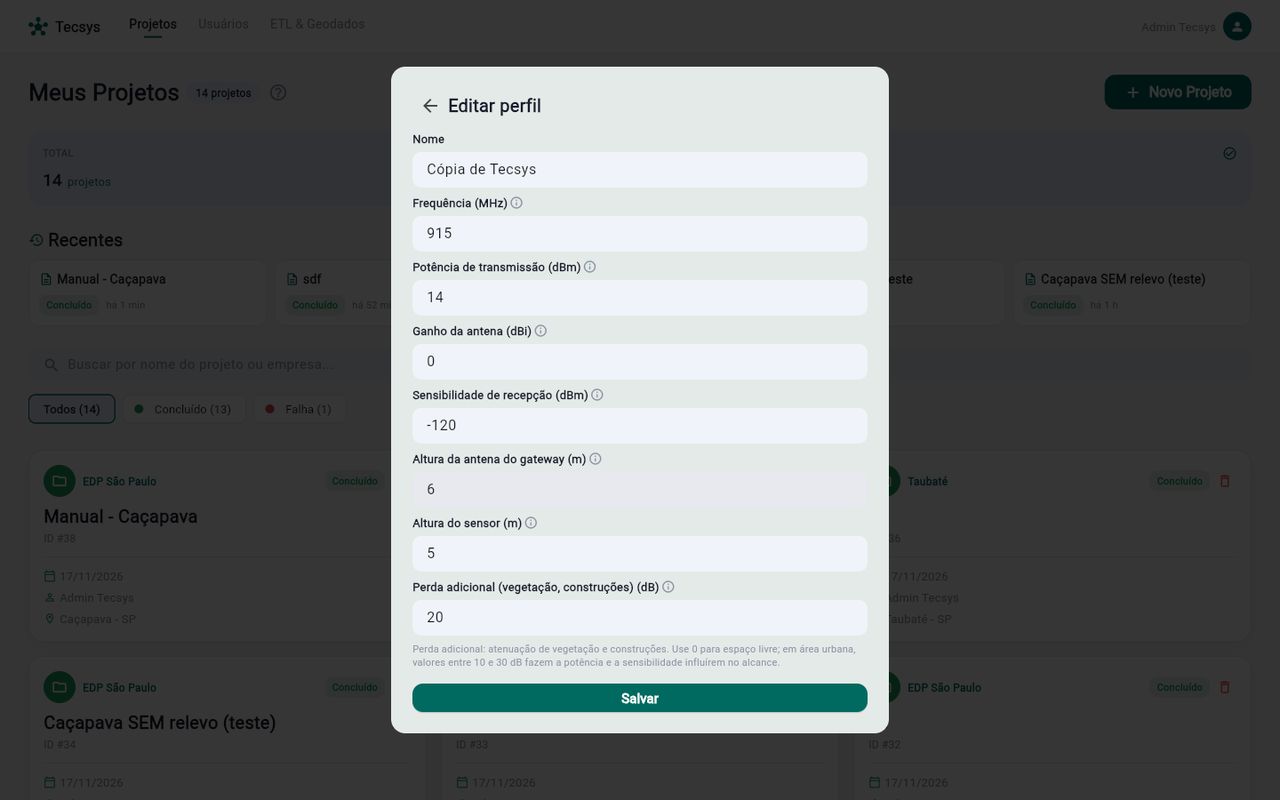 Tecsys
Projetos
Usuários
ETL & Geodados
Admin Tecsys
Meus Projetos
14 projetos
Novo Projeto
TOTAL
14 projetos
Recentes
Manual - Caçapava
Concluído
há 1 min
sdf
Concluído
há 52 mi
este
Caçapava SEM relevo (teste)
Concluído
há 1 h
Buscar por nome do projeto ou empresa...
Todos (14)
Concluído (13)
Falha (1)
EDP São Paulo
Concluído
Manual - Caçapava
ID #38
17/11/2026
Admin Tecsys
Caçapava - SP
Taubaté
Concluído
36
17/11/2026
Admin Tecsys
Taubaté - SP
EDP São Paulo
Concluído
Caçapava SEM relevo (teste)
ID #34
17/11/2026
ID #33
17/11/2026
EDP São Paulo
Concluído
ID #32
17/11/2026
Editar perfil
Nome
Cópia de Tecsys
Frequência (MHz)
915
Potência de transmissão (dBm)
14
Ganho da antena (dBi)
0
Sensibilidade de recepção (dBm)
-120
Altura da antena do gateway (m)
6
Altura do sensor (m)
5
Perda adicional (vegetação, construções) (dB)
20
Perda adicional: atenuação de vegetação e construções. Use 0 para espaço livre; em área urbana,
valores entre 10 e 30 dB fazem a potência e a sensibilidade influírem no alcance.
Salvar